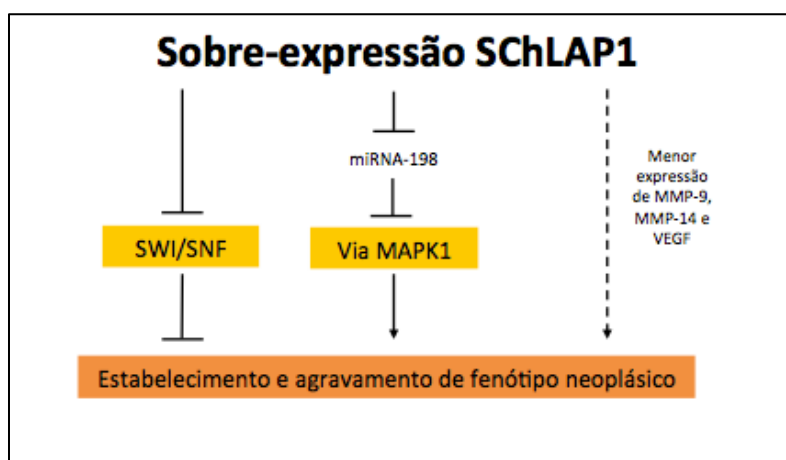 Sobre-expressão SChLAP1
miRNA-198
Menor
expressão
de MMP-9,
MMP-14 e
VEGF
SWI/SNF
Via MAPK1
Estabelecimento e agravamento de fenótipo neoplásico